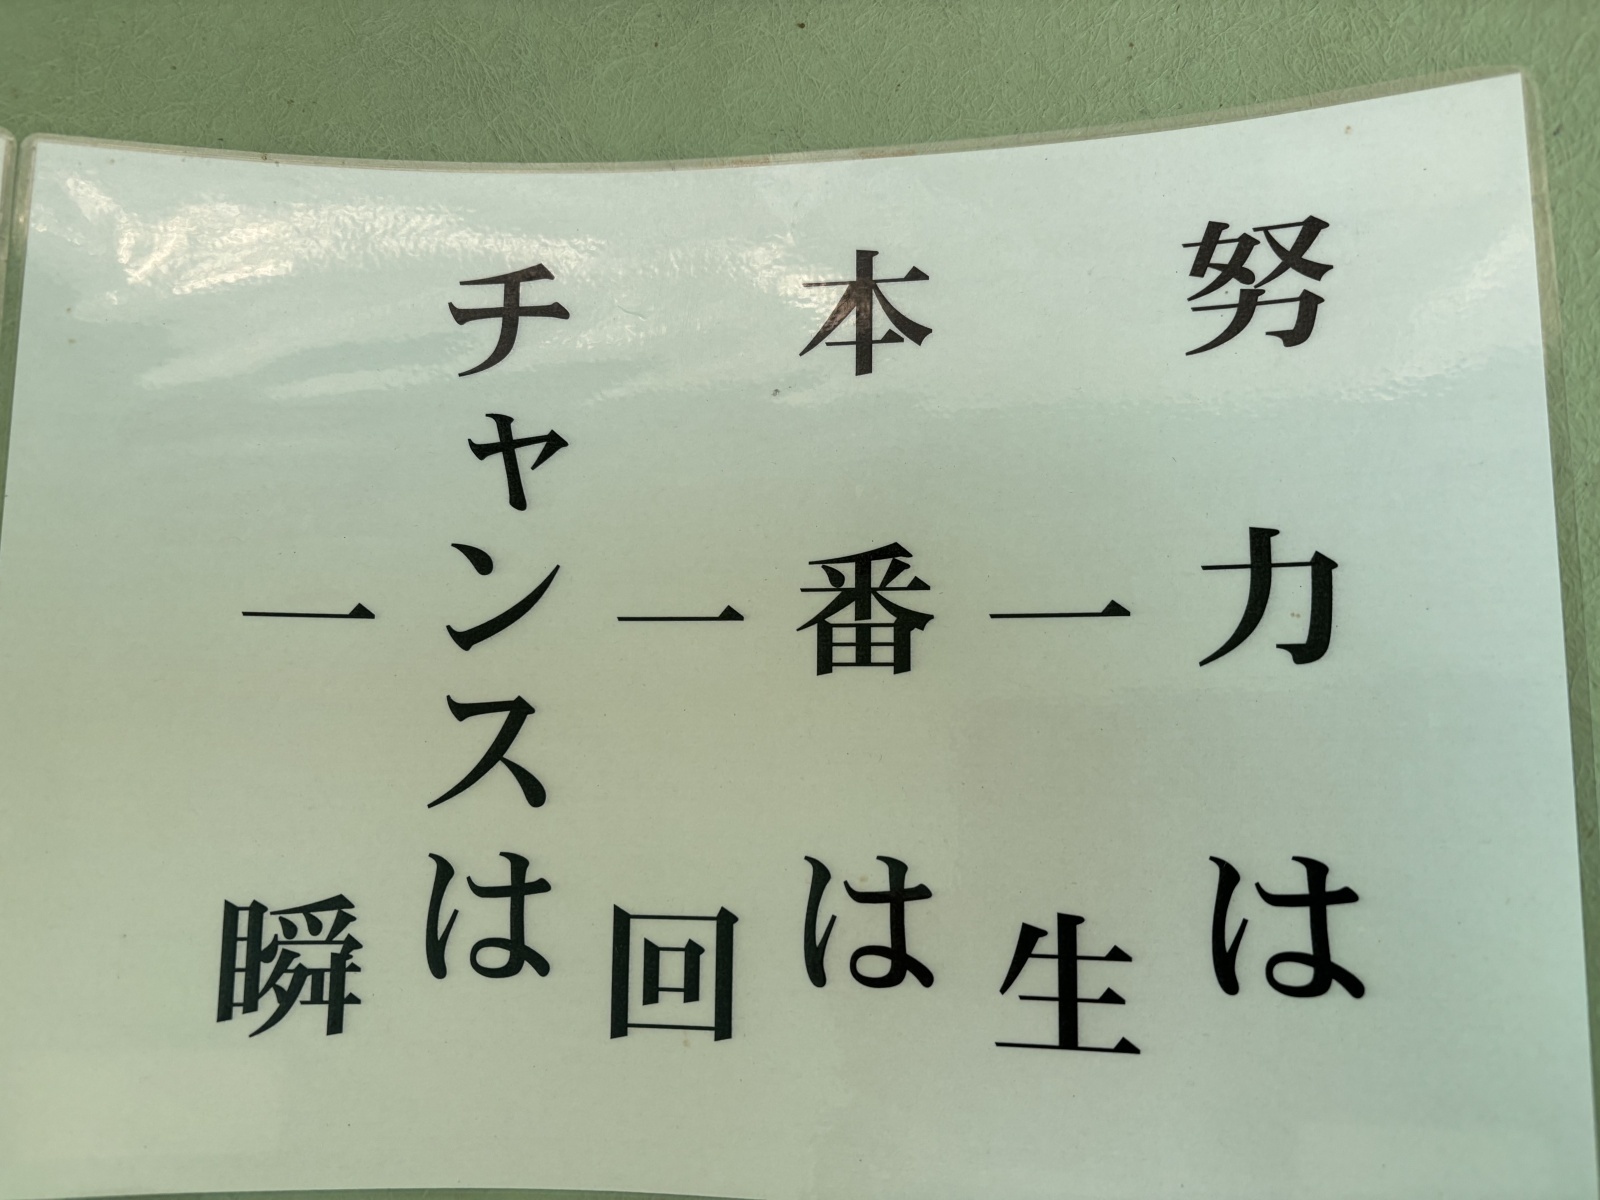 努力は
一生
本番は
一回
チャンスは
一瞬